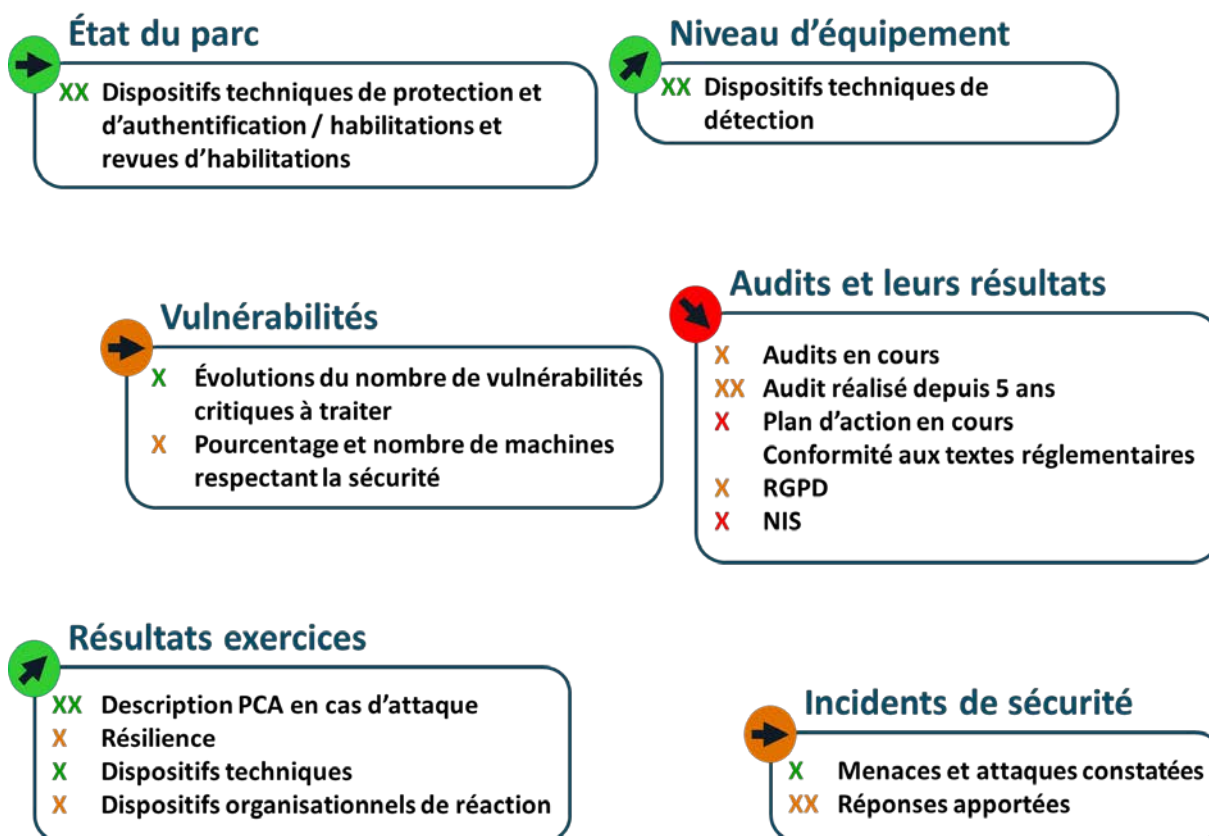 État du parc
XX Dispositifs techniques de protection et
d'authentification / habilitations et
revues d'habilitations
Niveau d'équipement
XX Dispositifs techniques de
détection
Vulnérabilités
X Évolutions du nombre de vulnérabilités
critiques à traiter
X Pourcentage et nombre de machines
respectant la sécurité
Audits et leurs résultats
X Audits en cours
XX Audit réalisé depuis 5 ans
X Plan d'action en cours
Conformité aux textes réglementaires
X RGPD
X NIS
Résultats exercices
XX Description PCA en cas d'attaque
X Résilience
X Dispositifs techniques
X Dispositifs organisationnels de réaction
Incidents de sécurité
X Menaces et attaques constatées
XX Réponses apportées